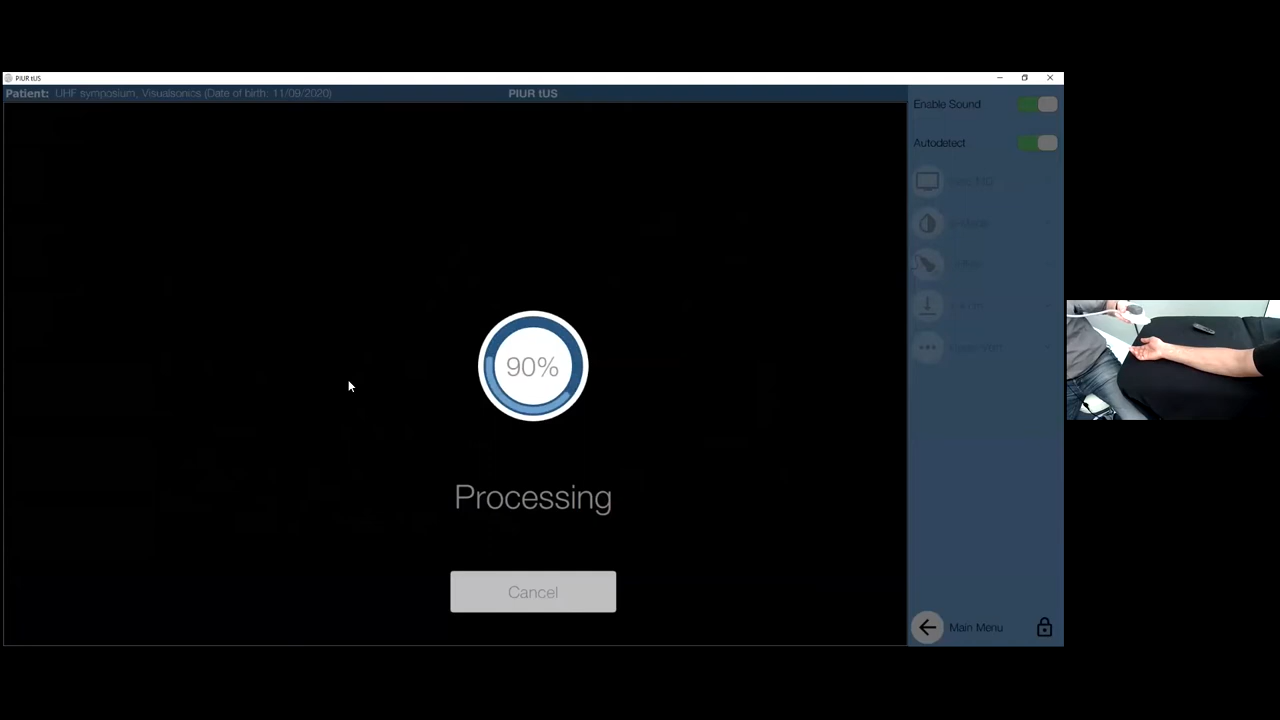 PIUR tUS
Patient: UHF symposium, Visualsonics (Date of birth: 11/09/2020)
PIUR tUS
Enable Sound
Autodetect
90%
Processing
Cancel
Main Menu